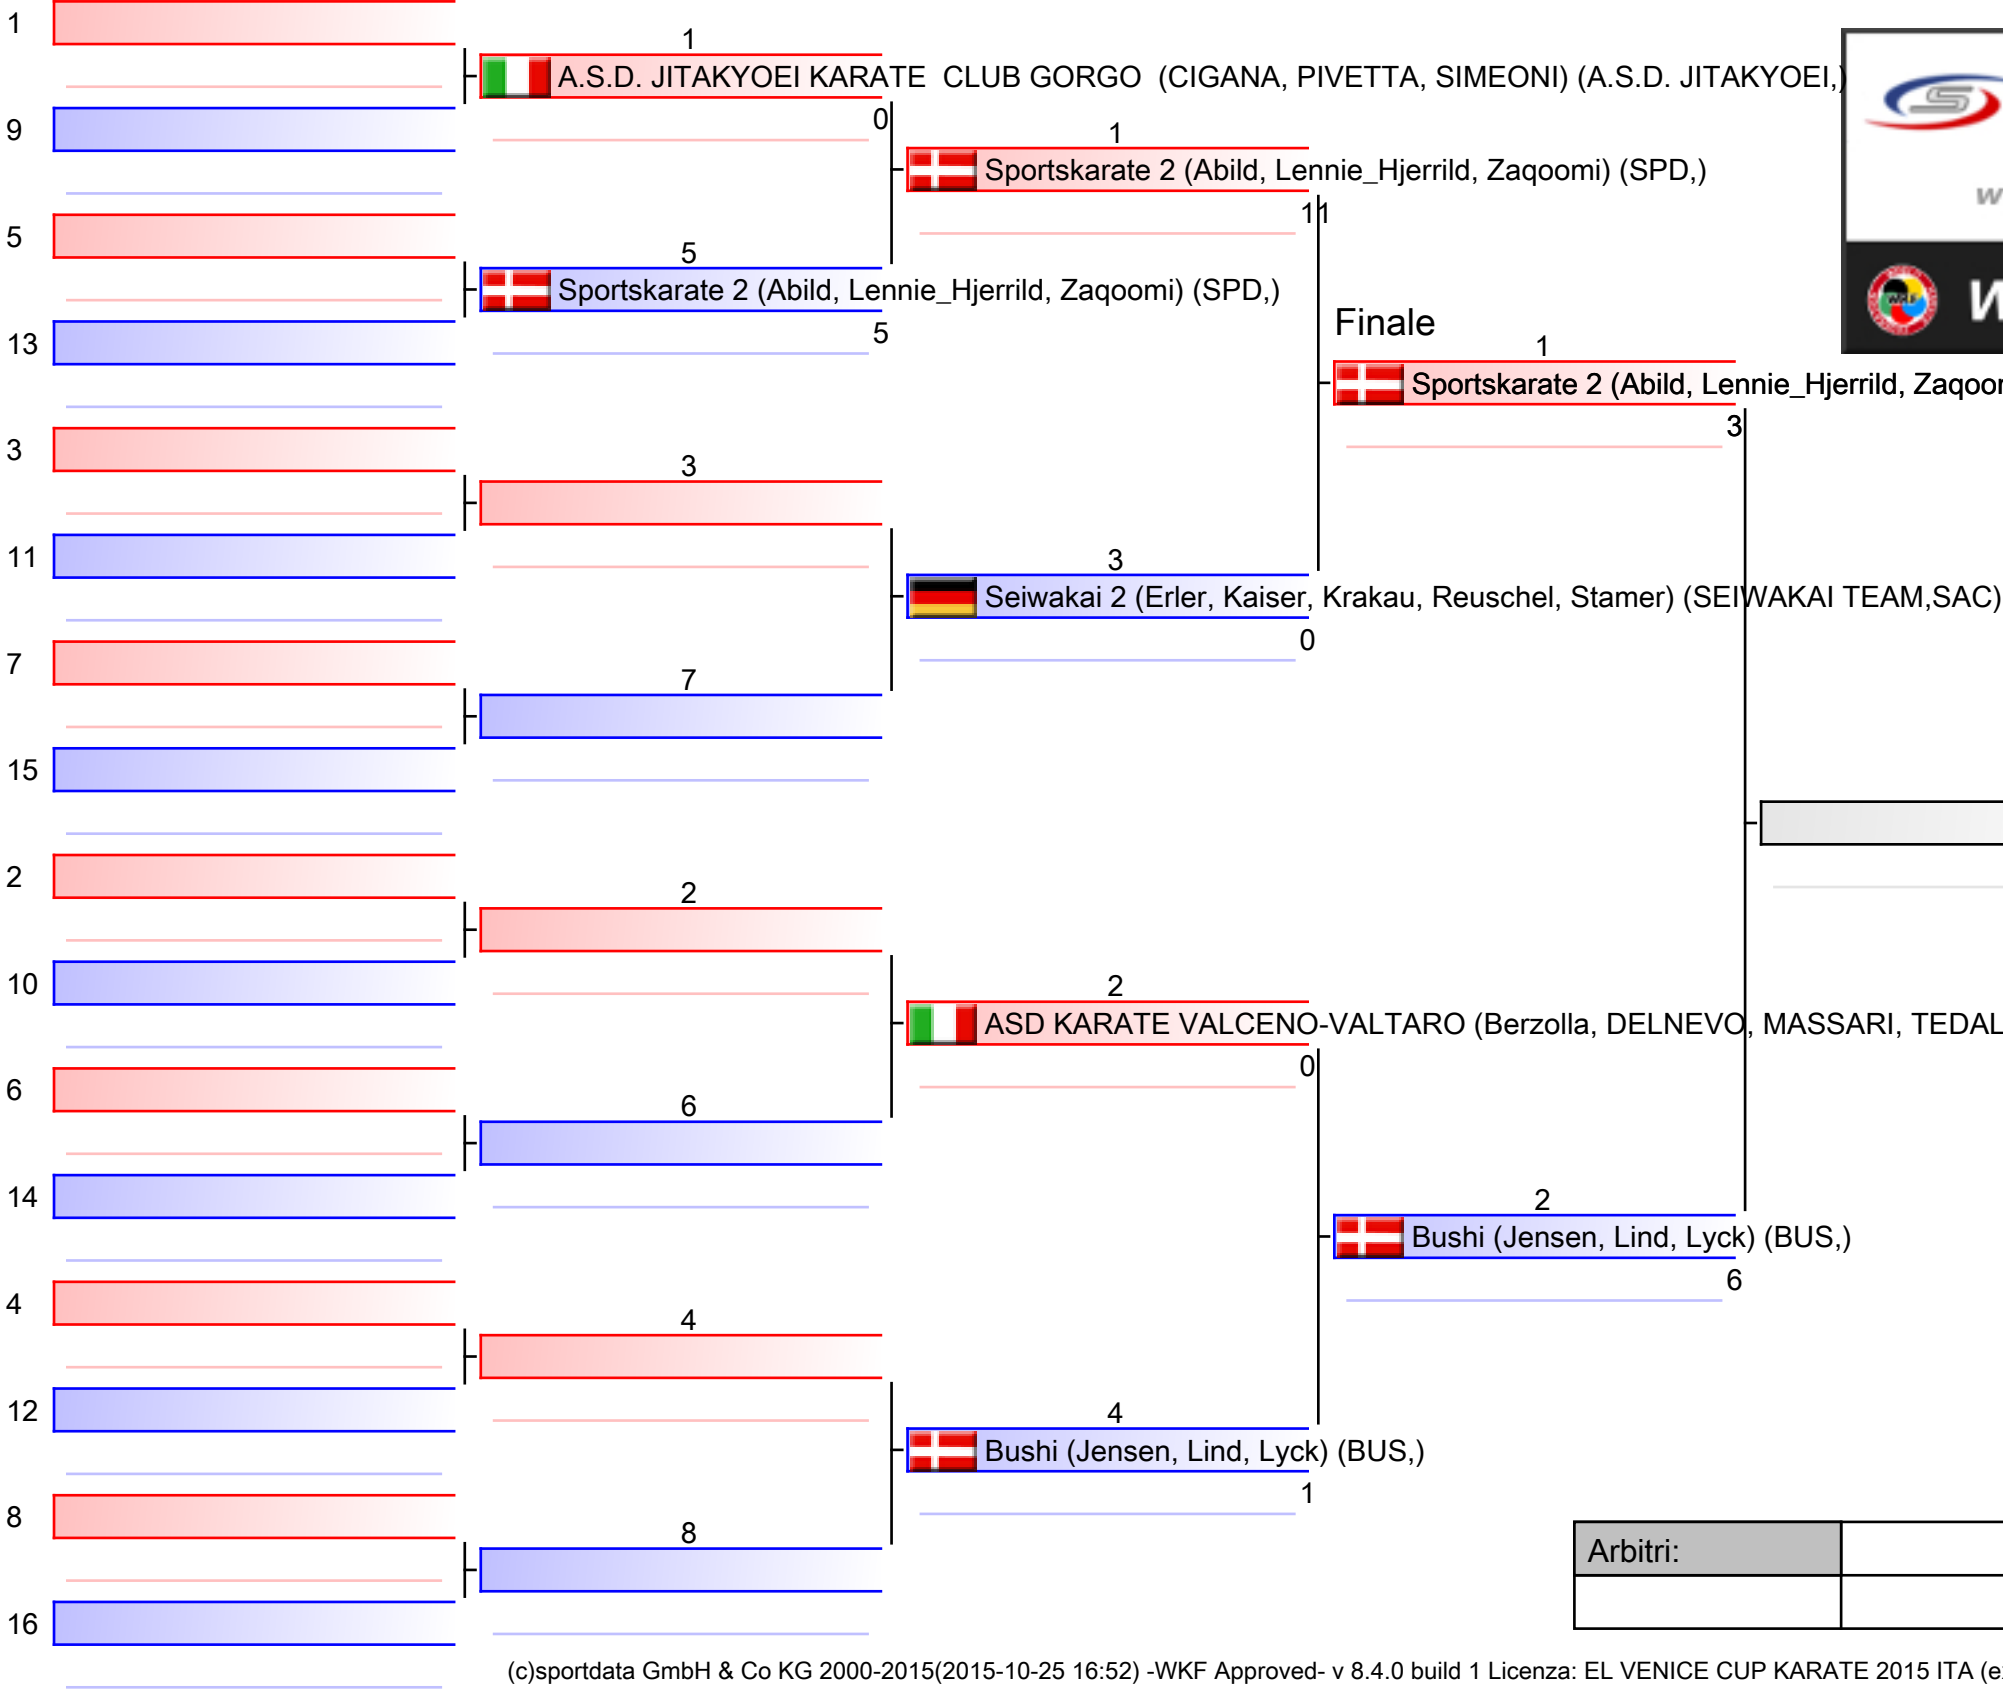 1
9
5
13
3
11
7
15
2
10
6
14
4
12
8
16
1
A.S.D. JITAKYOEI KARATE CLUB GORGO (CIGANA, PIVETTA, SIMEONI) (A.S.D. JITAKYOEI,)
0
5
Sportskarate 2 (Abild, Lennie_Hjerrild, Zaqoomi) (SPD,)
5
3
7
2
6
4
8
1
Sportskarate 2 (Abild, Lennie_Hjerrild, Zaqoomi) (SPD,)
11
3
Seiwakai 2 (Erler, Kaiser, Krakau, Reuschel, Stamer) (SEIWAKAI TEAM,SAC)
0
2
ASD KARATE VALCENO-VALTARO (Berzolla, DELNEVO, MASSARI, TEDAL
0
4
Bushi (Jensen, Lind, Lyck) (BUS,)
1
Finale
1
Sportskarate 2 (Abild, Lennie_Hjerrild, Zaqoo
3
2
Bushi (Jensen, Lind, Lyck) (BUS,)
6
S
w
WKF
Arbitri:
(c)sportdata GmbH & Co KG 2000-2015(2015-10-25 16:52) -WKF Approved- v 8.4.0 build 1 Licenza: EL VENICE CUP KARATE 2015 ITA (e